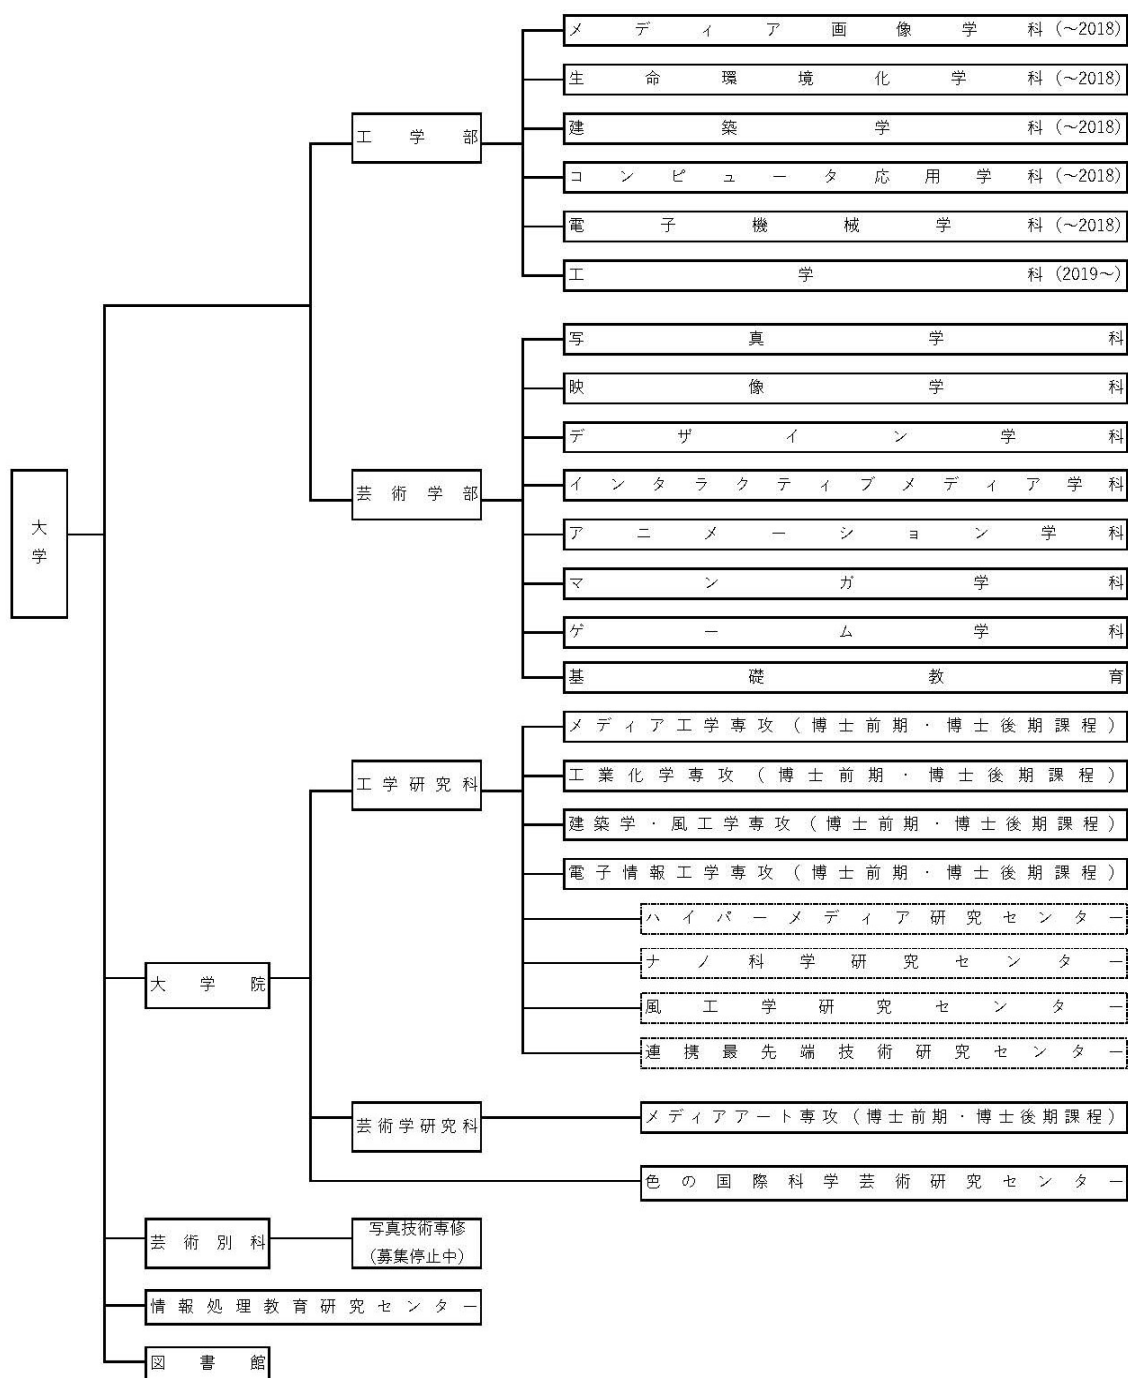 メディア画像学科(～2018)
生命環境化学科(～2018)
建築学科(～2018)
工学部
コンピュータ応用学科(～2018)
電子機械学科(～2018)
工学科(2019～)
写真学科
映像学科
デザイン学科
芸術学部
インタラクティブメディア学科
大学
アニメーション学科
マンガ学科
ゲーム学科
基礎教育
メディア工学専攻(博士前期・博士後期課程)
工学研究科
工業化学専攻(博士前期・博士後期課程)
建築学・風工学専攻(博士前期・博士後期課程)
電子情報工学専攻(博士前期・博士後期課程)
ハイパーメディア研究センター
ナノ科学研究センター
大学院
風工学研究センター
連携最先端技術研究センター
芸術学研究科
メディアアート専攻(博士前期・博士後期課程)
色の国際科学芸術研究センター
芸術別科
写真技術専修
(募集停止中)
情報処理教育研究センター
図書館